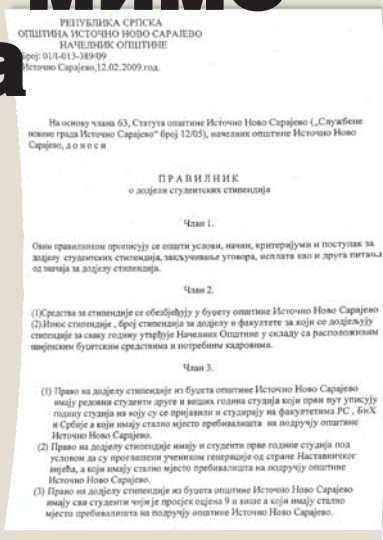 РЕПУБЛИКА СРПСКА
ОПШТИНА ИСТОЧНО НОВО САРАЈЕВО
НАЧЕЛНИК ОПШТИНЕ
Број: 01/1-013-389/09
Источно Сарајево,12.02.2009.год.
На основу члана 63, Статута општине Источно Ново Сарајево („Службене
новине града Источно Сарајево“ број 12/05), начелник општине Источно Ново
Сарајево, д о н о с и
П Р А В И Л Н И К
о додјели студентских стипендија
Члан 1.
Овим правилником прописују се општи услови, начин, критеријуми и поступак за
додјелу студентских стипендија, закључивање уговора, исплата као и друга питања
од значаја за додјелу стипендија.
Члан 2.
(1)Средства за стипендије се обезбјеђују у буџету општине Источно Ново Сарајево
(2).Износ стипендије , број стипендија за додјелу и факултете за који се додјељују
стипендије за сваку годину утврђује Начелник Општине у складу са расположивим
намјенским буџетским средствима и потребним кадровима.
Члан 3.
(1) Право на додјелу стипендије из буџета општине Источно Ново Сарајево
имају редовни студенти друге и виших година студија који први пут уписују
годину студија на коју су се пријавили и студирају на факултетима РС , БиХ
и Србије а који имају стално мјесто пребивалишта на подручју општине
Источно Ново Сарајево.
(2) Право на додјелу стипендије имају и студенти прве године студија под
условом да су проглашени учеником генерације од стране Наставничког
вијећа, а који имају стално мјесто пребивалишта на подручју општине
Источно Ново Сарајево.
(3) Право на додјелу стипендије из буџета општине Источно Ново Сарајево
имају сви студенти чији је просјек оцјена 9 и више а који имају стално
мјесто пребивалишта на подручју општине Источно Ново Сарајево.